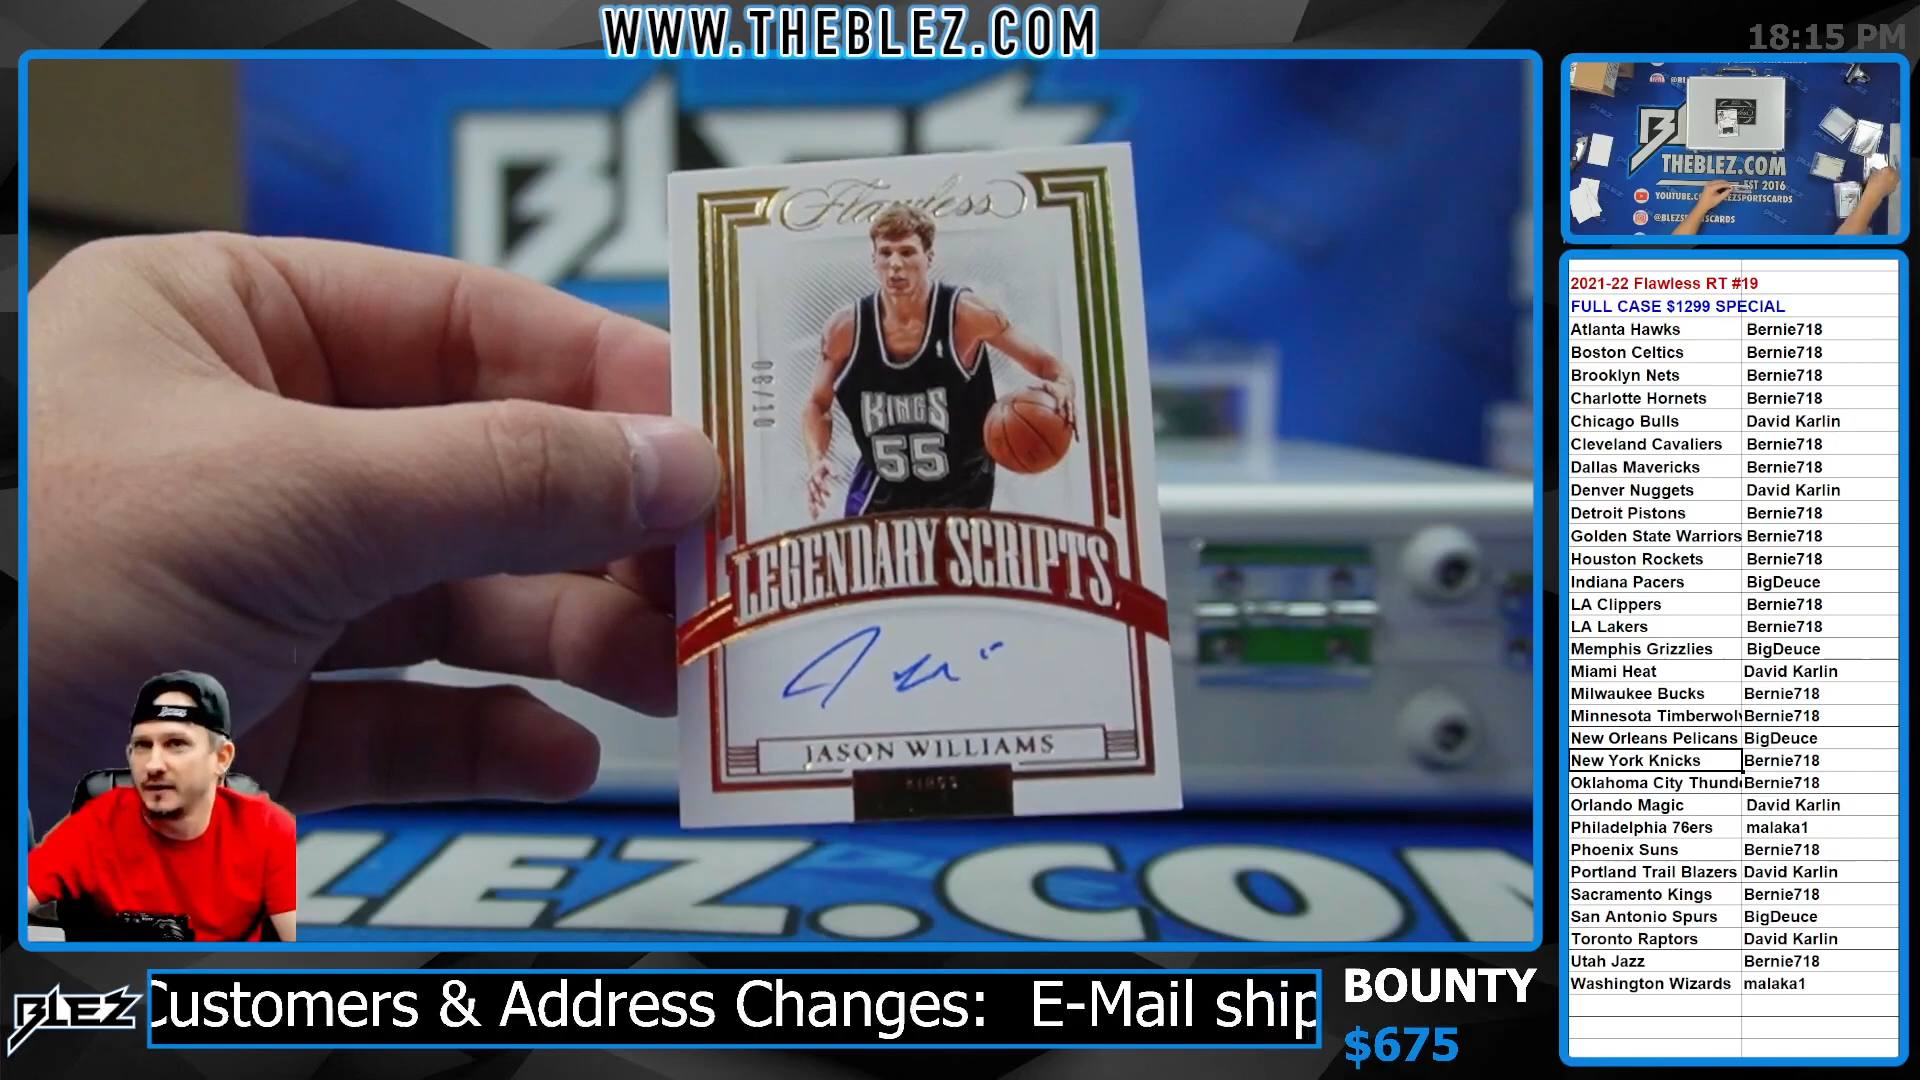 WWW.THEBLEZ.COM
18:15 PM
BLEZ
Flawless
08/10
KINGS
55
LEGENDARY SCRIPTS
JASON WILLIAMS
KINGS
LEZ.COM
THEBLEZ.COM
EST 2016
@BLEZSPORTSCARDS
2021-22 Flawless RT #19
FULL CASE $1299 SPECIAL
Atlanta Hawks Bernie718
Boston Celtics Bernie718
Brooklyn Nets Bernie718
Charlotte Hornets Bernie718
Chicago Bulls David Karlin
Cleveland Cavaliers Bernie718
Dallas Mavericks Bernie718
Denver Nuggets David Karlin
Detroit Pistons Bernie718
Golden State Warriors Bernie718
Houston Rockets Bernie718
Indiana Pacers BigDeuce
LA Clippers Bernie718
LA Lakers Bernie718
Memphis Grizzlies BigDeuce
Miami Heat David Karlin
Milwaukee Bucks Bernie718
Minnesota Timberwolv Bernie718
New Orleans Pelicans BigDeuce
New York Knicks Bernie718
Oklahoma City Thund Bernie718
Orlando Magic David Karlin
Philadelphia 76ers malaka1
Phoenix Suns Bernie718
Portland Trail Blazers David Karlin
Sacramento Kings Bernie718
San Antonio Spurs BigDeuce
Toronto Raptors David Karlin
Utah Jazz Bernie718
Washington Wizards malaka1
BLEZ
Customers & Address Changes: E-Mail ship
BOUNTY
$675